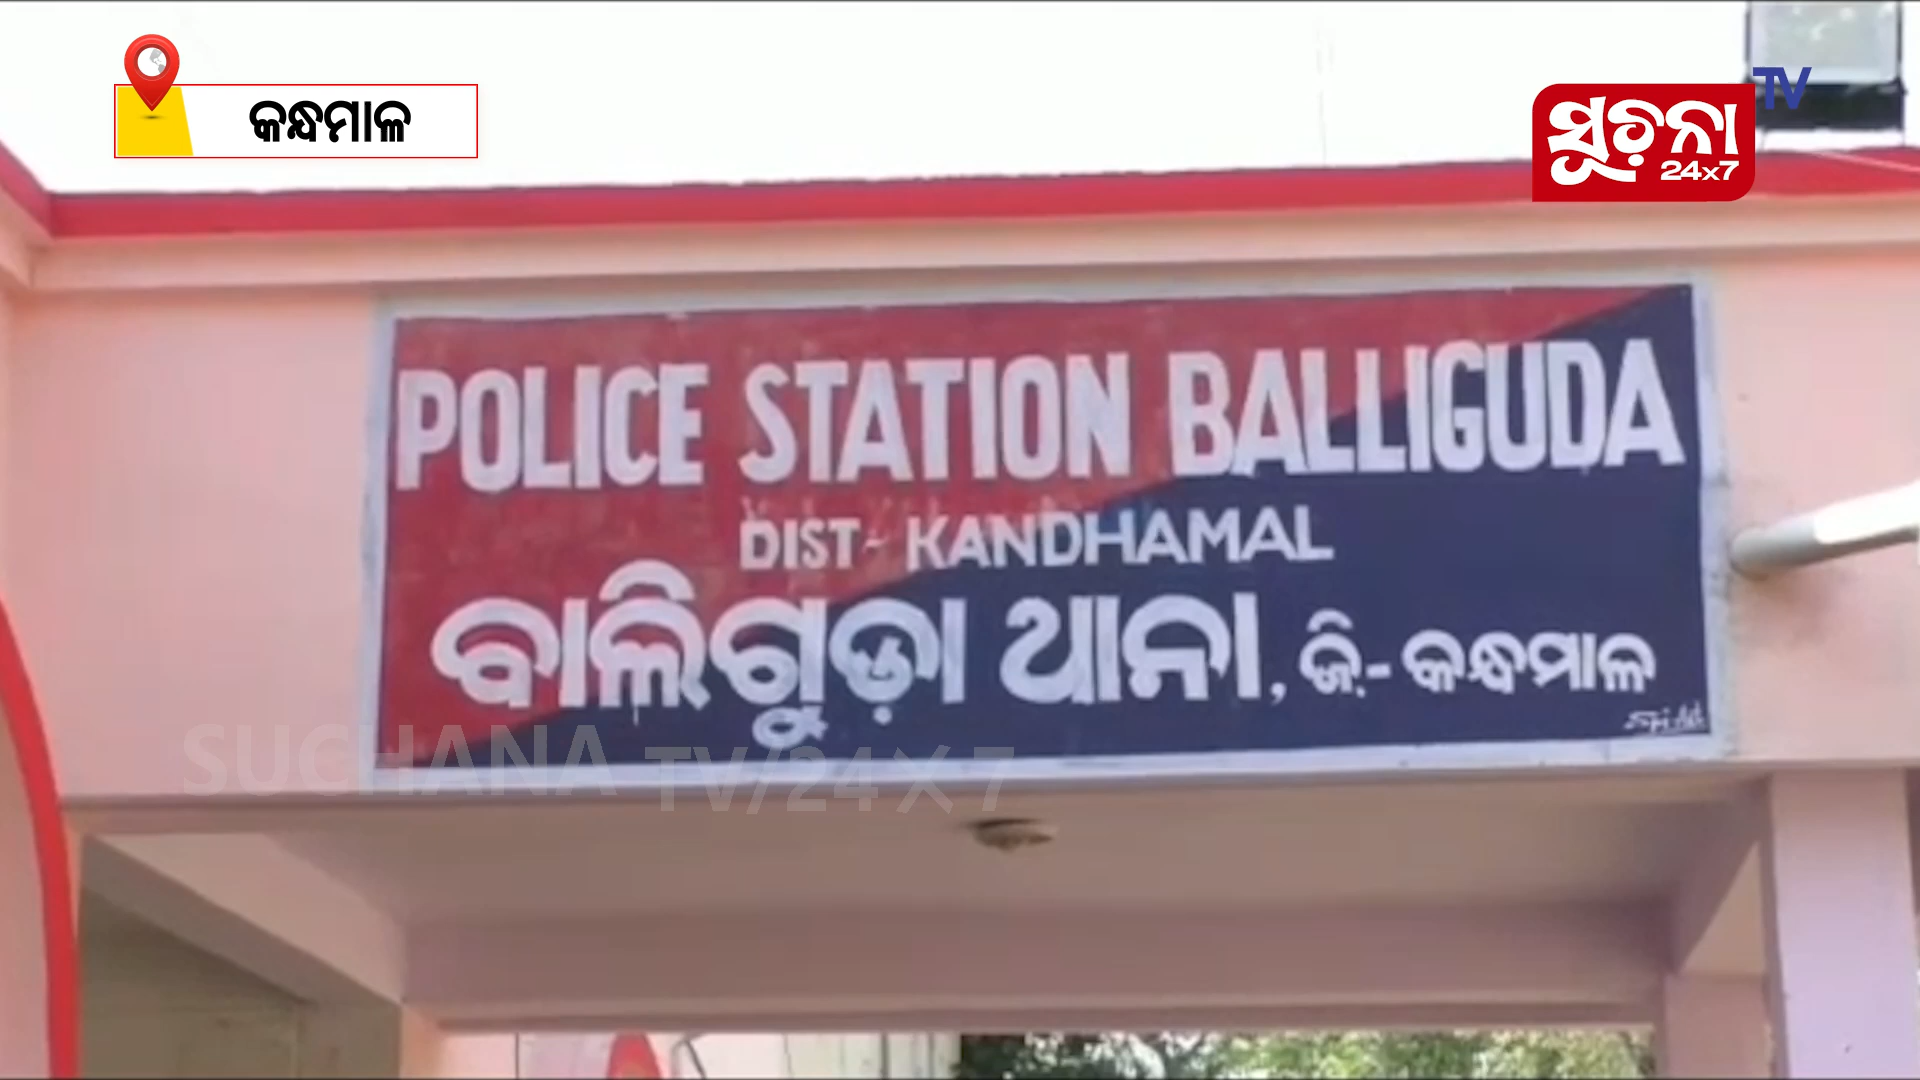 କନ୍ଧମାଳ
TV
ସୁଚନା
24x7
POLICE STATION BALLIGUDA
DIST- KANDHAMAL
ବାଲିଗୁଡ଼ା ଥାନା, ଜି.- କନ୍ଧମାଳ
SUCHANA TV/24X7